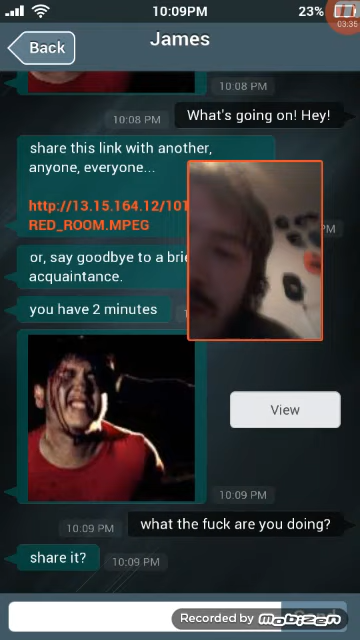 10:09PM
23%
03:35
Back
James
10:08 PM
10:08 PM
What's going on! Hey!
share this link with another,
anyone, everyone...
http://13.15.164.12/101
RED_ROOM.MPEG
PM
or, say goodbye to a brie
acquaintance.
you have 2 minutes
View
10:09 PM
10:09 PM
what the fuck are you doing?
share it?
10:09 PM
Recorded by
mobizen